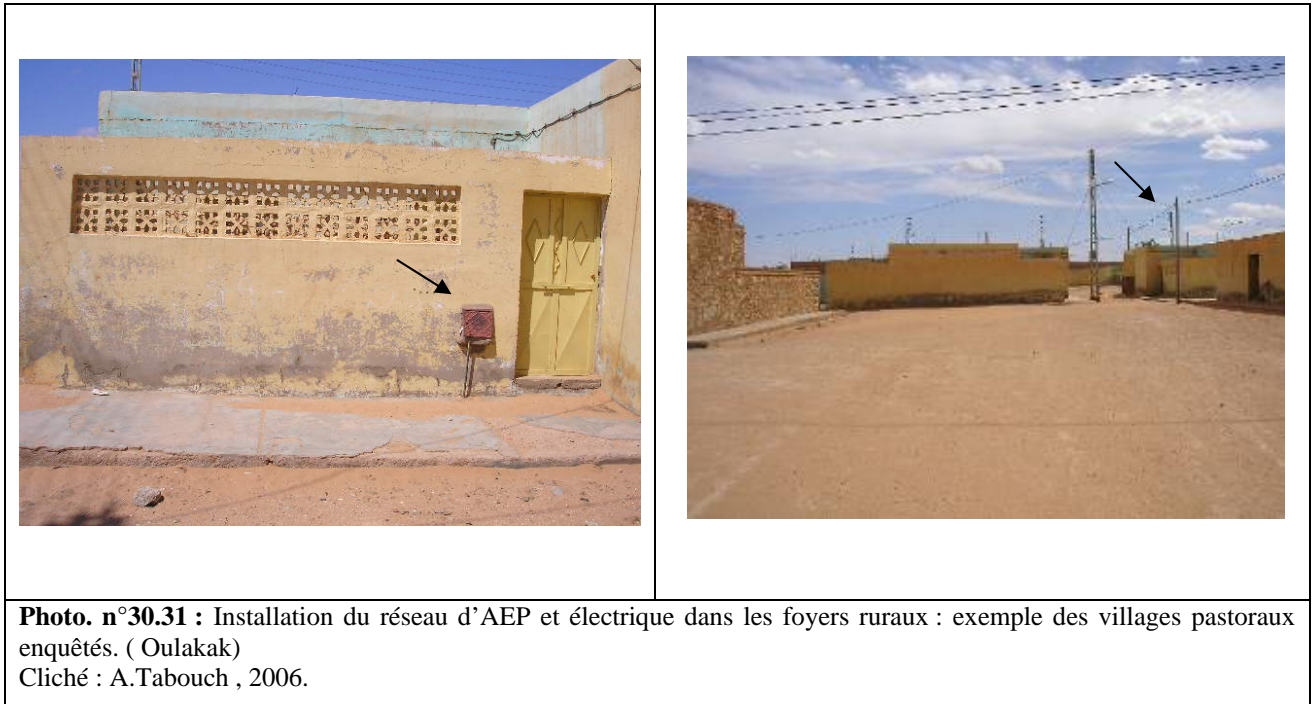 Photo. n°30.31 : Installation du réseau d'AEP et électrique dans les foyers ruraux : exemple des villages pastoraux
enquêtés. ( Oulakak)
Cliché : A.Tabouch , 2006.